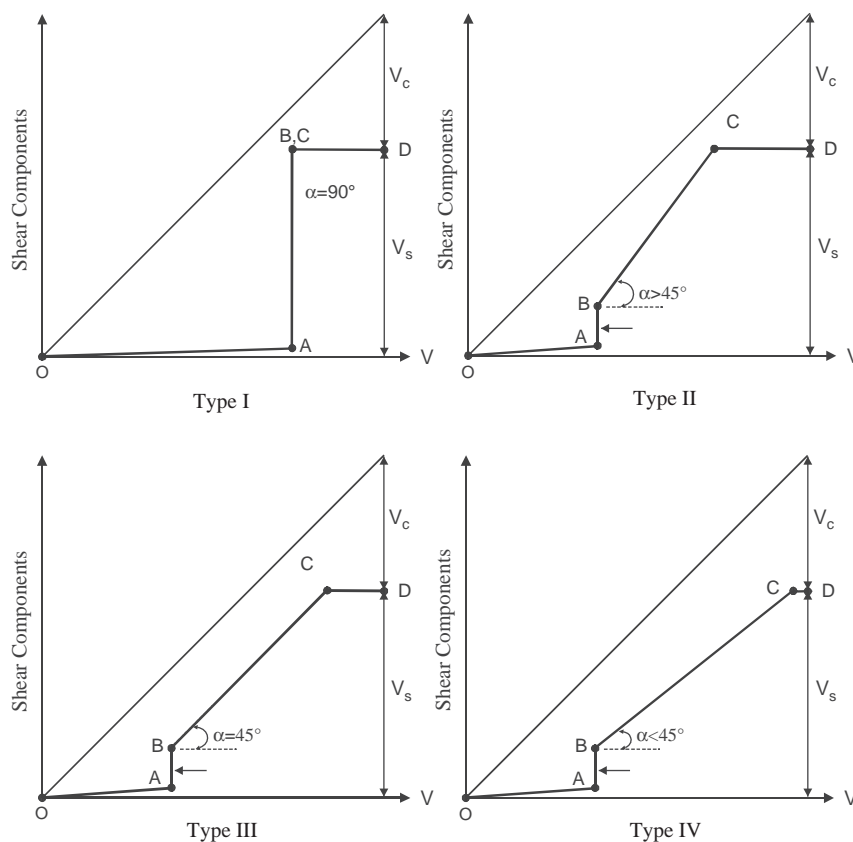 Shear Components
V_c
B,C
D
α=90°
V_s
A
O
V
Type I
Shear Components
V_c
C
D
V_s
B
α>45°
A
O
V
Type II
Shear Components
V_c
C
D
V_s
B
α=45°
A
O
V
Type III
Shear Components
V_c
C
D
V_s
B
α<45°
A
O
V
Type IV